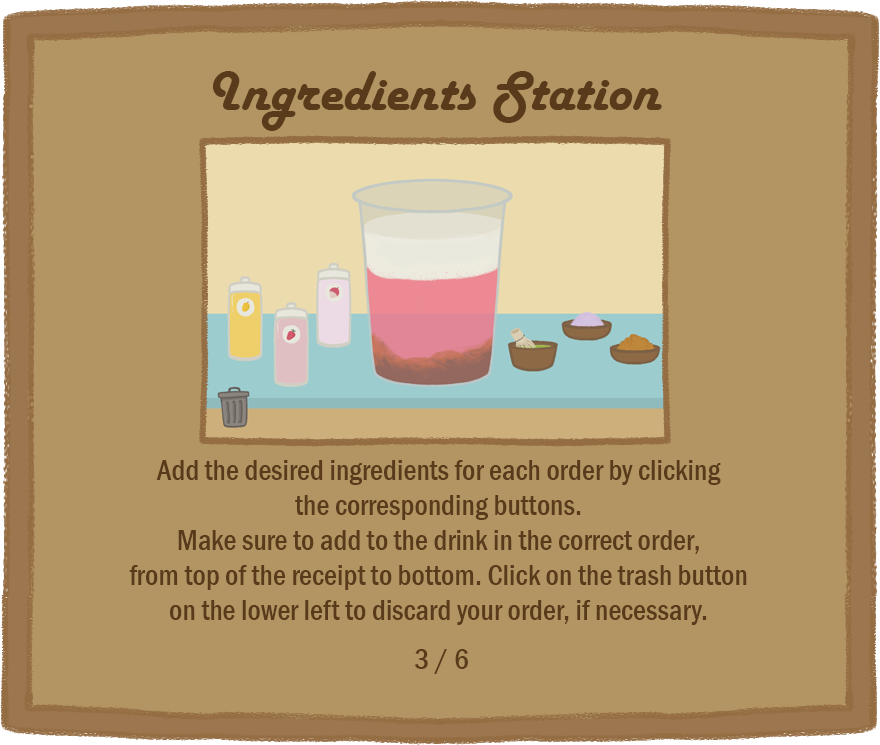 Ingredients Station
Add the desired ingredients for each order by clicking
the corresponding buttons.
Make sure to add to the drink in the correct order,
from top of the receipt to bottom. Click on the trash button
on the lower left to discard your order, if necessary.
3 / 6